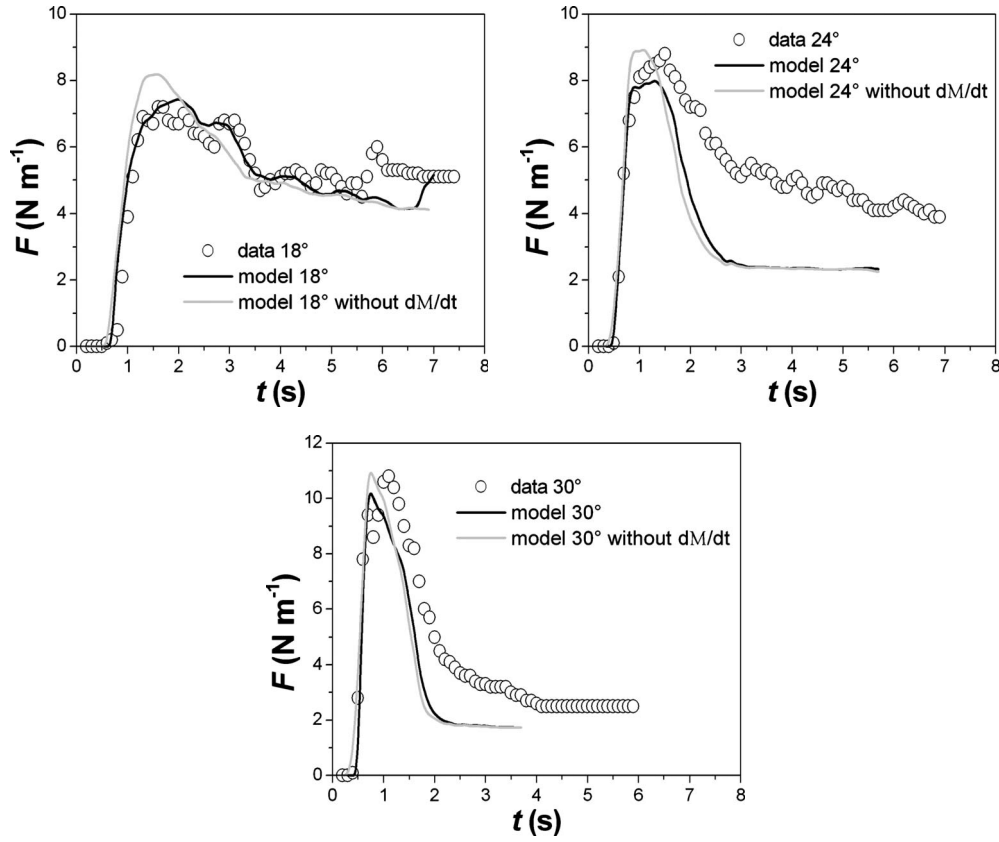 10
8
6
4
2
0
F (N m⁻¹)
data 18°
model 18°
model 18° without dM/dt
0 1 2 3 4 5 6 7 8
t (s)
10
8
6
4
2
0
F (N m⁻¹)
data 24°
model 24°
model 24° without dM/dt
0 1 2 3 4 5 6 7 8
t (s)
12
10
8
6
4
2
0
F (N m⁻¹)
data 30°
model 30°
model 30° without dM/dt
0 1 2 3 4 5 6 7 8
t (s)